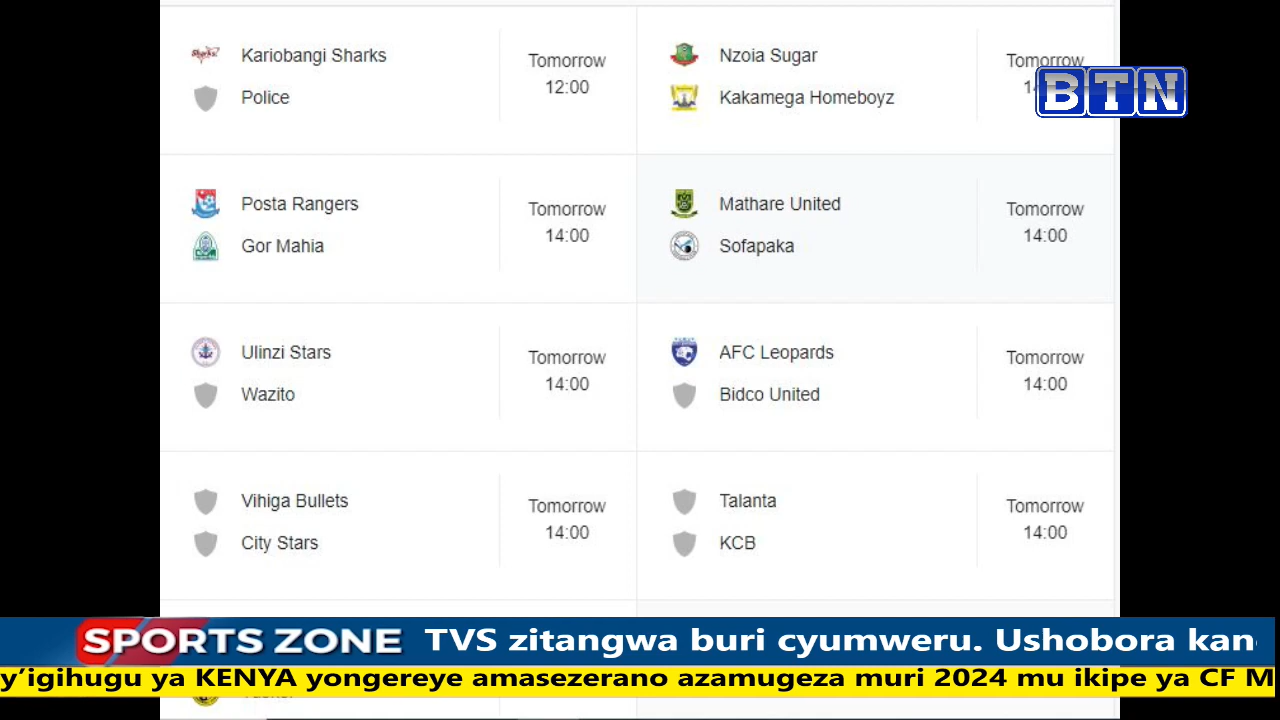 Kariobangi Sharks
Police
Tomorrow
12:00
Nzoia Sugar
Kakamega Homeboyz
Tomorrow
BTN
Posta Rangers
Gor Mahia
Tomorrow
14:00
Mathare United
Sofapaka
Tomorrow
14:00
Ulinzi Stars
Wazito
Tomorrow
14:00
AFC Leopards
Bidco United
Tomorrow
14:00
Vihiga Bullets
City Stars
Tomorrow
14:00
Talanta
KCB
Tomorrow
14:00
SPORTS ZONE TVS zitangwa buri cyumweru. Ushobora kan
y'igihugu ya KENYA yongereye amasezerano azamugeza muri 2024 mu ikipe ya CF M